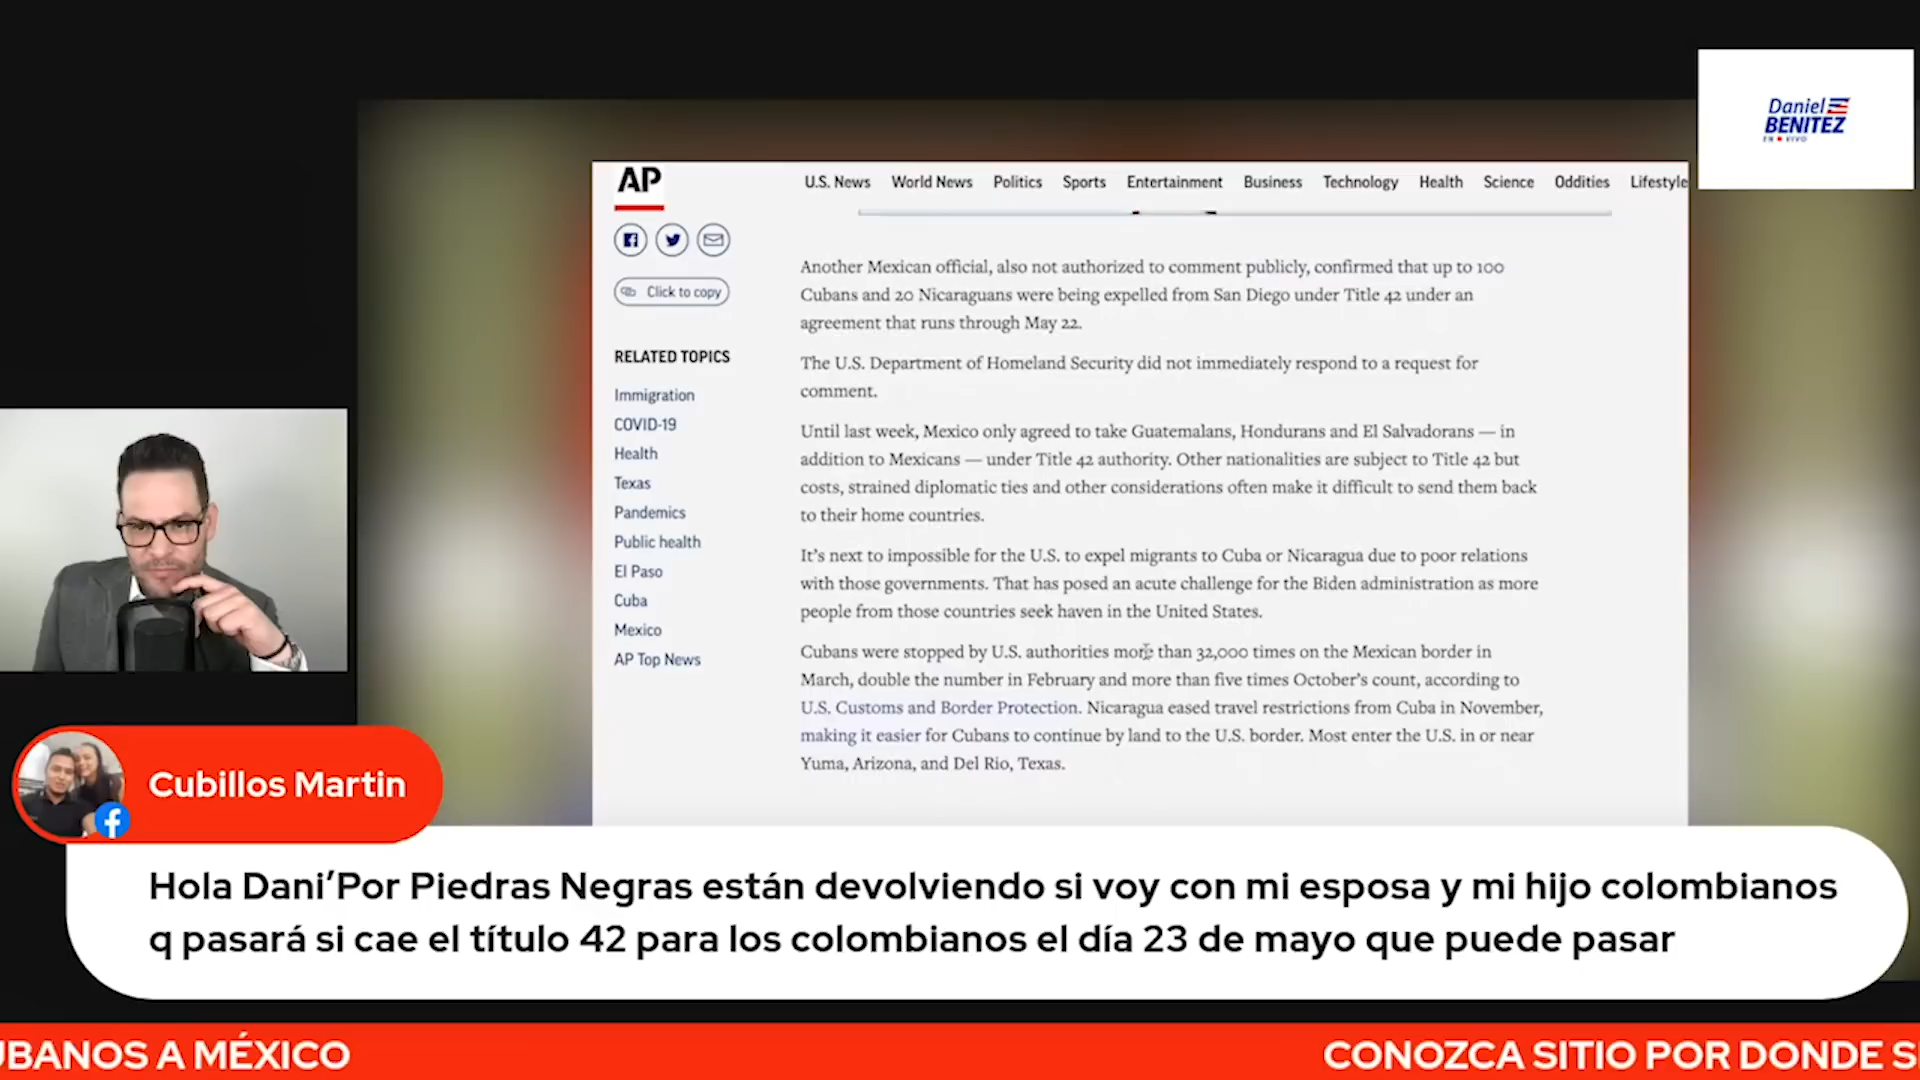 Daniel
BENITEZ
EN VIVO
AP
U.S. News World News Politics Sports Entertainment Business Technology Health Science Oddities Lifestyle
Click to copy
RELATED TOPICS
Immigration
COVID-19
Health
Texas
Pandemics
Public health
El Paso
Cuba
Mexico
AP Top News
Another Mexican official, also not authorized to comment publicly, confirmed that up to 100
Cubans and 20 Nicaraguans were being expelled from San Diego under Title 42 under an
agreement that runs through May 22.
The U.S. Department of Homeland Security did not immediately respond to a request for
comment.
Until last week, Mexico only agreed to take Guatemalans, Hondurans and El Salvadorans — in
addition to Mexicans — under Title 42 authority. Other nationalities are subject to Title 42 but
costs, strained diplomatic ties and other considerations often make it difficult to send them back
to their home countries.
It's next to impossible for the U.S. to expel migrants to Cuba or Nicaragua due to poor relations
with those governments. That has posed an acute challenge for the Biden administration as more
people from those countries seek haven in the United States.
Cubans were stopped by U.S. authorities more than 32,000 times on the Mexican border in
March, double the number in February and more than five times October's count, according to
U.S. Customs and Border Protection. Nicaragua eased travel restrictions from Cuba in November,
making it easier for Cubans to continue by land to the U.S. border. Most enter the U.S. in or near
Yuma, Arizona, and Del Rio, Texas.
Cubillos Martin
Hola Dani'Por Piedras Negras están devolviendo si voy con mi esposa y mi hijo colombianos
q pasará si cae el título 42 para los colombianos el día 23 de mayo que puede pasar
UBANOS A MÉXICO
CONOZCA SITIO POR DONDE S